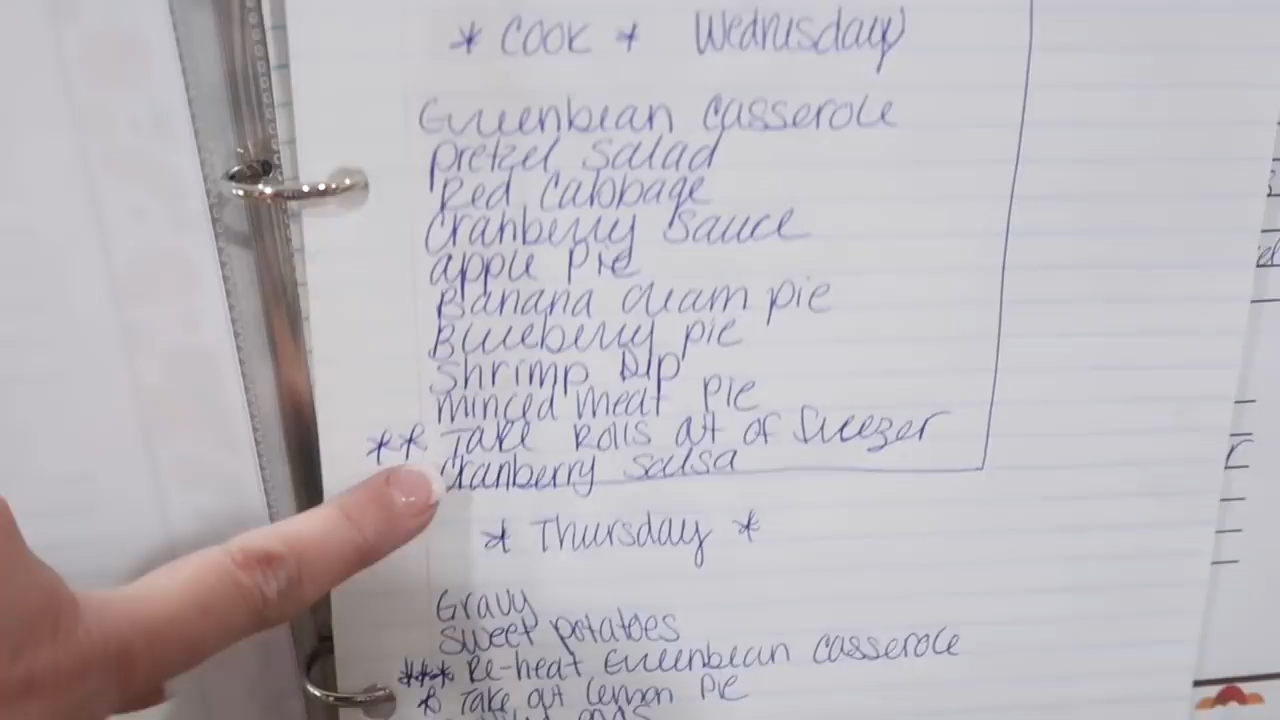 * Cook * Wednesday
Greenbean Casserole
pretzel salad
Red Cabbage
Cranberry Sauce
apple Pie
Banana cream pie
Blueberry pie
Shrimp Dip
minced meat pie
** Take Rolls out of freezer
Cranberry Salsa
* Thursday *
Gravy
sweet potatoes
*** Re-heat Greenbean casserole
* Take out lemon pie